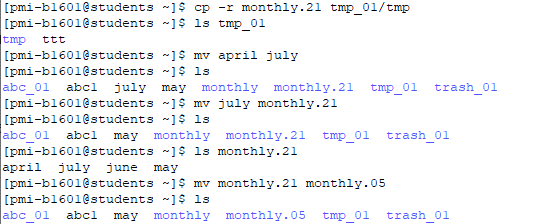 [pmi-b1601@students ~]$ cp -r monthly.21 tmp_01/tmp
[pmi-b1601@students ~]$ ls tmp_01
tmp  ttt
[pmi-b1601@students ~]$ mv april july
[pmi-b1601@students ~]$ ls
abc_01  abc1  july  may  monthly  monthly.21  tmp_01  trash_01
[pmi-b1601@students ~]$ mv july monthly.21
[pmi-b1601@students ~]$ ls
abc_01  abc1  may  monthly  monthly.21  tmp_01  trash_01
[pmi-b1601@students ~]$ ls monthly.21
april  july  june  may
[pmi-b1601@students ~]$ mv monthly.21 monthly.05
[pmi-b1601@students ~]$ ls
abc_01  abc1  may  monthly  monthly.05  tmp_01  trash_01